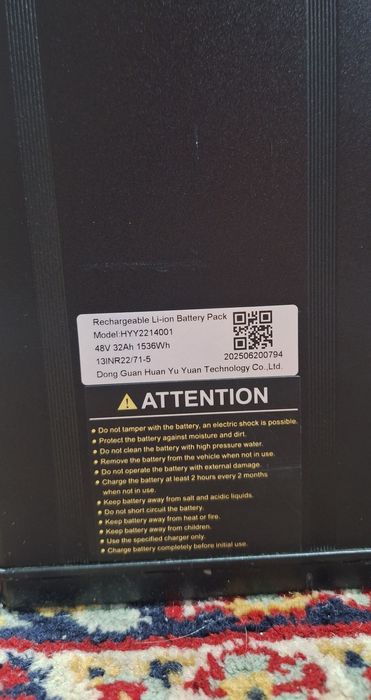 Rechargeable Li-ion Battery Pack
Model:HYY2214001
48V 32Ah 1536Wh
13INR22/71-5
202506200794
Dong Guan Huan Yu Yuan Technology Co.,Ltd.
ATTENTION
• Do not tamper with the battery, an electric shock is possible.
• Protect the battery against moisture and dirt.
• Do not clean the battery with high pressure water.
• Remove the battery from the vehicle when not in use.
• Do not operate the battery with external damage.
• Charge the battery at least 2 hours every 2 months
when not in use.
• Keep battery away from salt and acidic liquids.
• Do not short circuit the battery.
• Keep battery away from heat or fire.
• Keep battery away from children.
• Use the specified charger only.
• Charge battery completely before initial use.